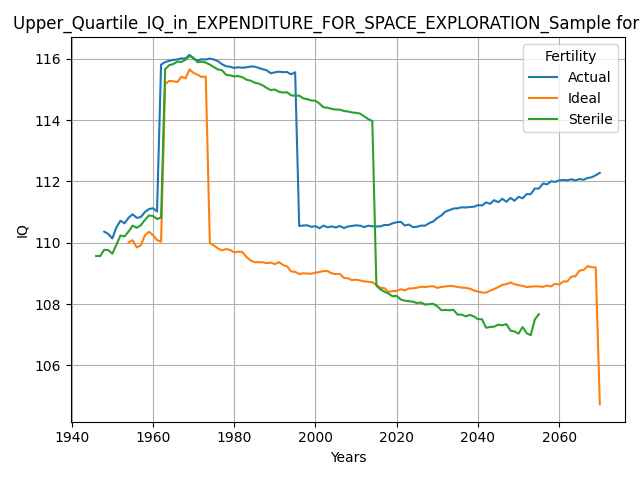 Upper_Quartile_IQ_in_EXPENDITURE_FOR_SPACE_EXPLORATION_Sample for
Fertility
Actual
Ideal
Sterile
116
114
112
110
108
106
IQ
1940 1960 1980 2000 2020 2040 2060
Years